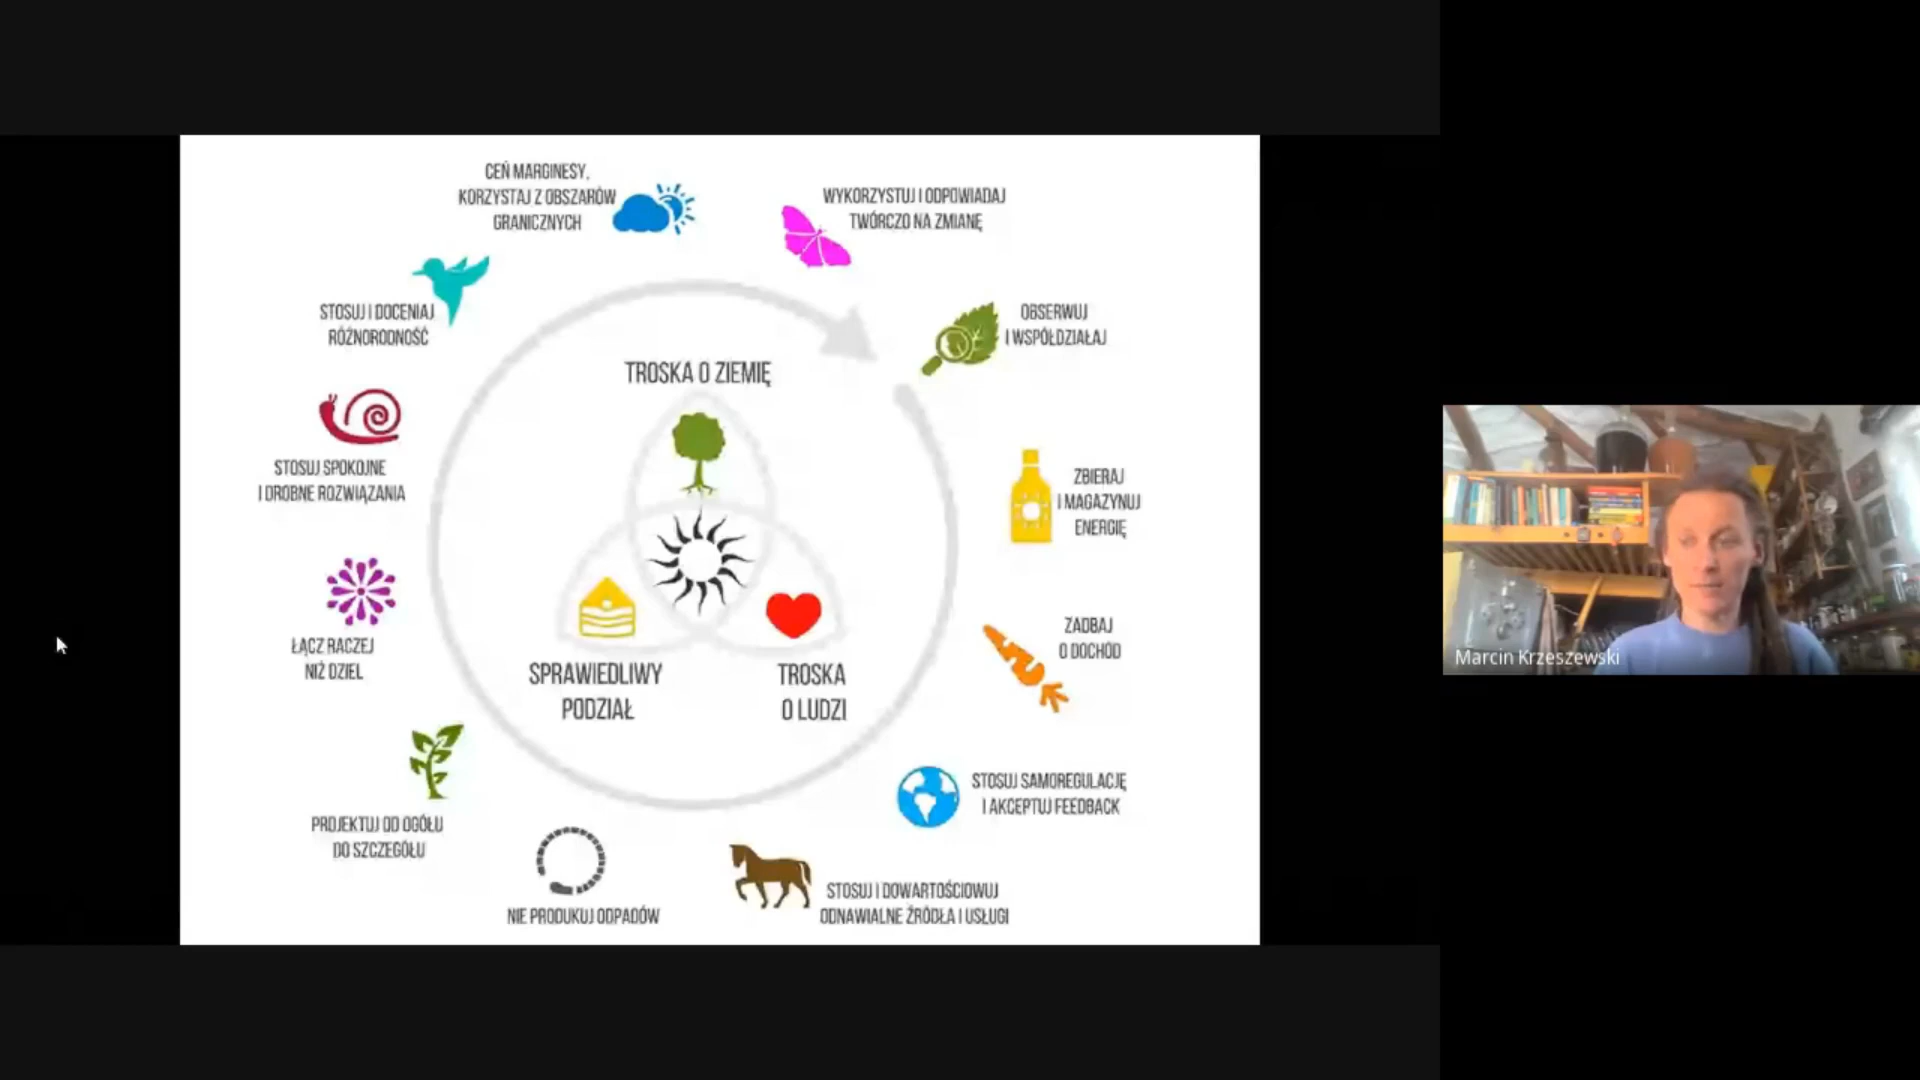 CEŃ MARGINESY,
KORZYSTAJ Z OBSZARÓW
GRANICZNYCH
WYKORZYSTUJ I ODPOWIADAJ
TWÓRCZO NA ZMIANĘ
STOSUJ I DOCENIAJ
RÓŻNORODNOŚĆ
OBSERWUJ
I WSPÓŁDZIAŁAJ
TROSKA O ZIEMIĘ
STOSUJ SPOKOJNE
I DROBNE ROZWIĄZANIA
ZBIERAJ
I MAGAZYNUJ
ENERGIĘ
ŁĄCZ RACZEJ
NIŻ DZIEL
ZADBAJ
O DOCHÓD
SPRAWIEDLIWY
PODZIAŁ
TROSKA
O LUDZI
Marcin Krzeszewski
STOSUJ SAMOREGULACJĘ
I AKCEPTUJ FEEDBACK
PROJEKTUJ OD OGÓŁU
DO SZCZEGÓŁU
NIE PRODUKUJ ODPADÓW
STOSUJ I DOWARTOŚCIOWUJ
ODNAWIALNE ŹRÓDŁA I USŁUGI